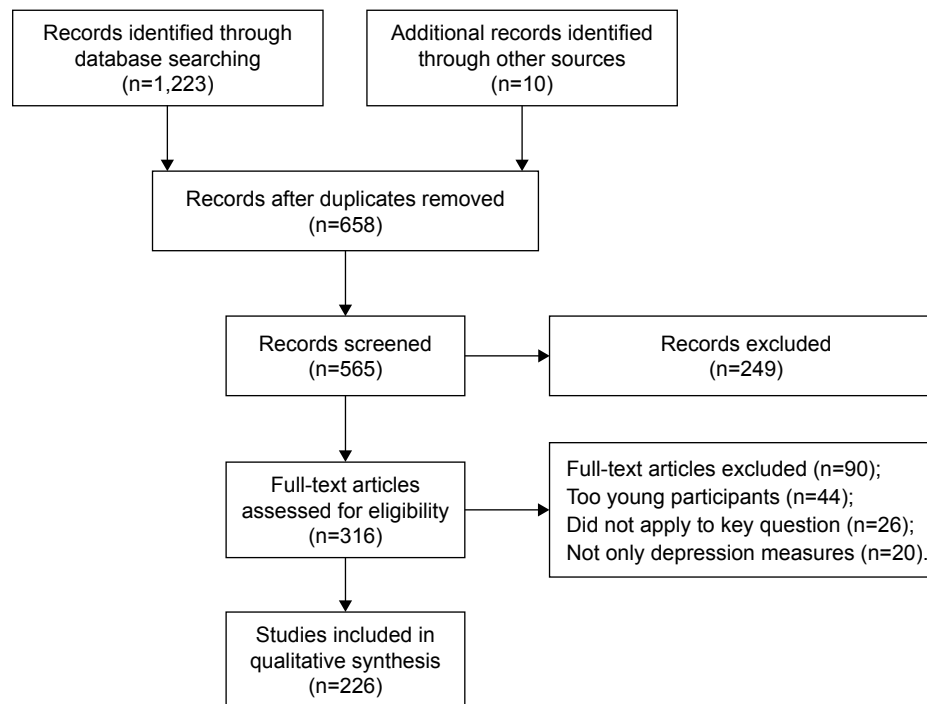 Records identified through
database searching
(n=1,223)
Additional records identified
through other sources
(n=10)
Records after duplicates removed
(n=658)
Records screened
(n=565)
Records excluded
(n=249)
Full-text articles
assessed for eligibility
(n=316)
Full-text articles excluded (n=90);
Too young participants (n=44);
Did not apply to key question (n=26);
Not only depression measures (n=20).
Studies included in
qualitative synthesis
(n=226)